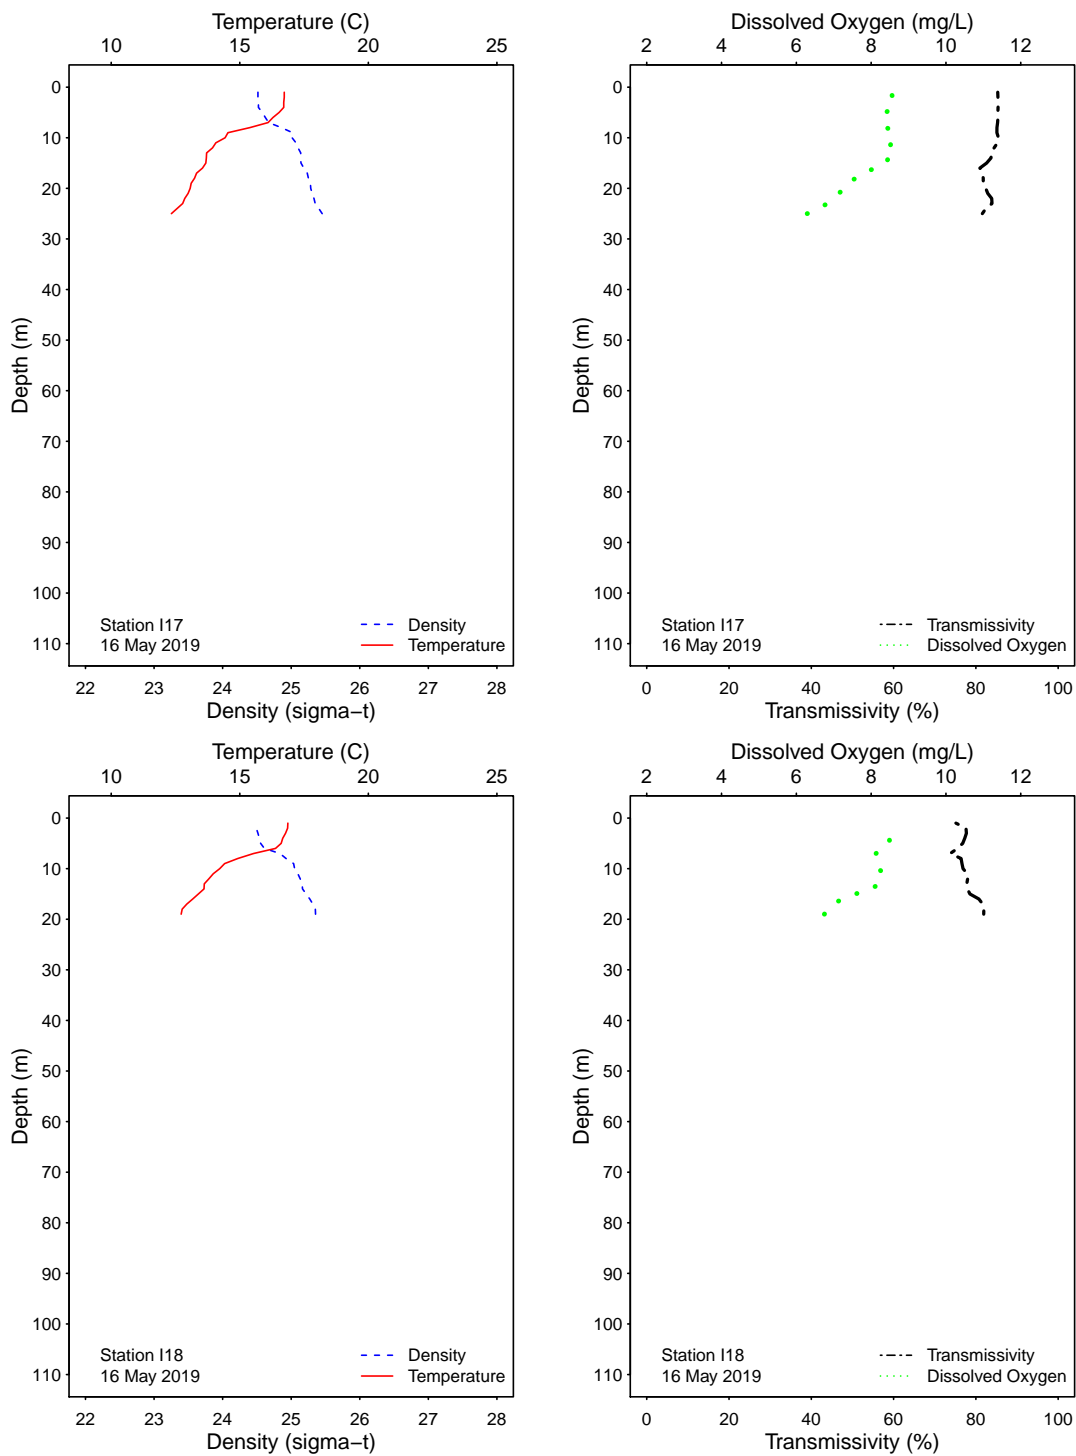 Temperature (C)
10 15 20 25
0
10
20
30
40
50
60
70
80
90
100
110
Depth (m)
Station I17
16 May 2019
Density
Temperature
22 23 24 25 26 27 28
Density (sigma−t)
Dissolved Oxygen (mg/L)
2 4 6 8 10 12
0
10
20
30
40
50
60
70
80
90
100
110
Depth (m)
Station I17
16 May 2019
Transmissivity
Dissolved Oxygen
0 20 40 60 80 100
Transmissivity (%)
Temperature (C)
10 15 20 25
0
10
20
30
40
50
60
70
80
90
100
110
Depth (m)
Station I18
16 May 2019
Density
Temperature
22 23 24 25 26 27 28
Density (sigma−t)
Dissolved Oxygen (mg/L)
2 4 6 8 10 12
0
10
20
30
40
50
60
70
80
90
100
110
Depth (m)
Station I18
16 May 2019
Transmissivity
Dissolved Oxygen
0 20 40 60 80 100
Transmissivity (%)